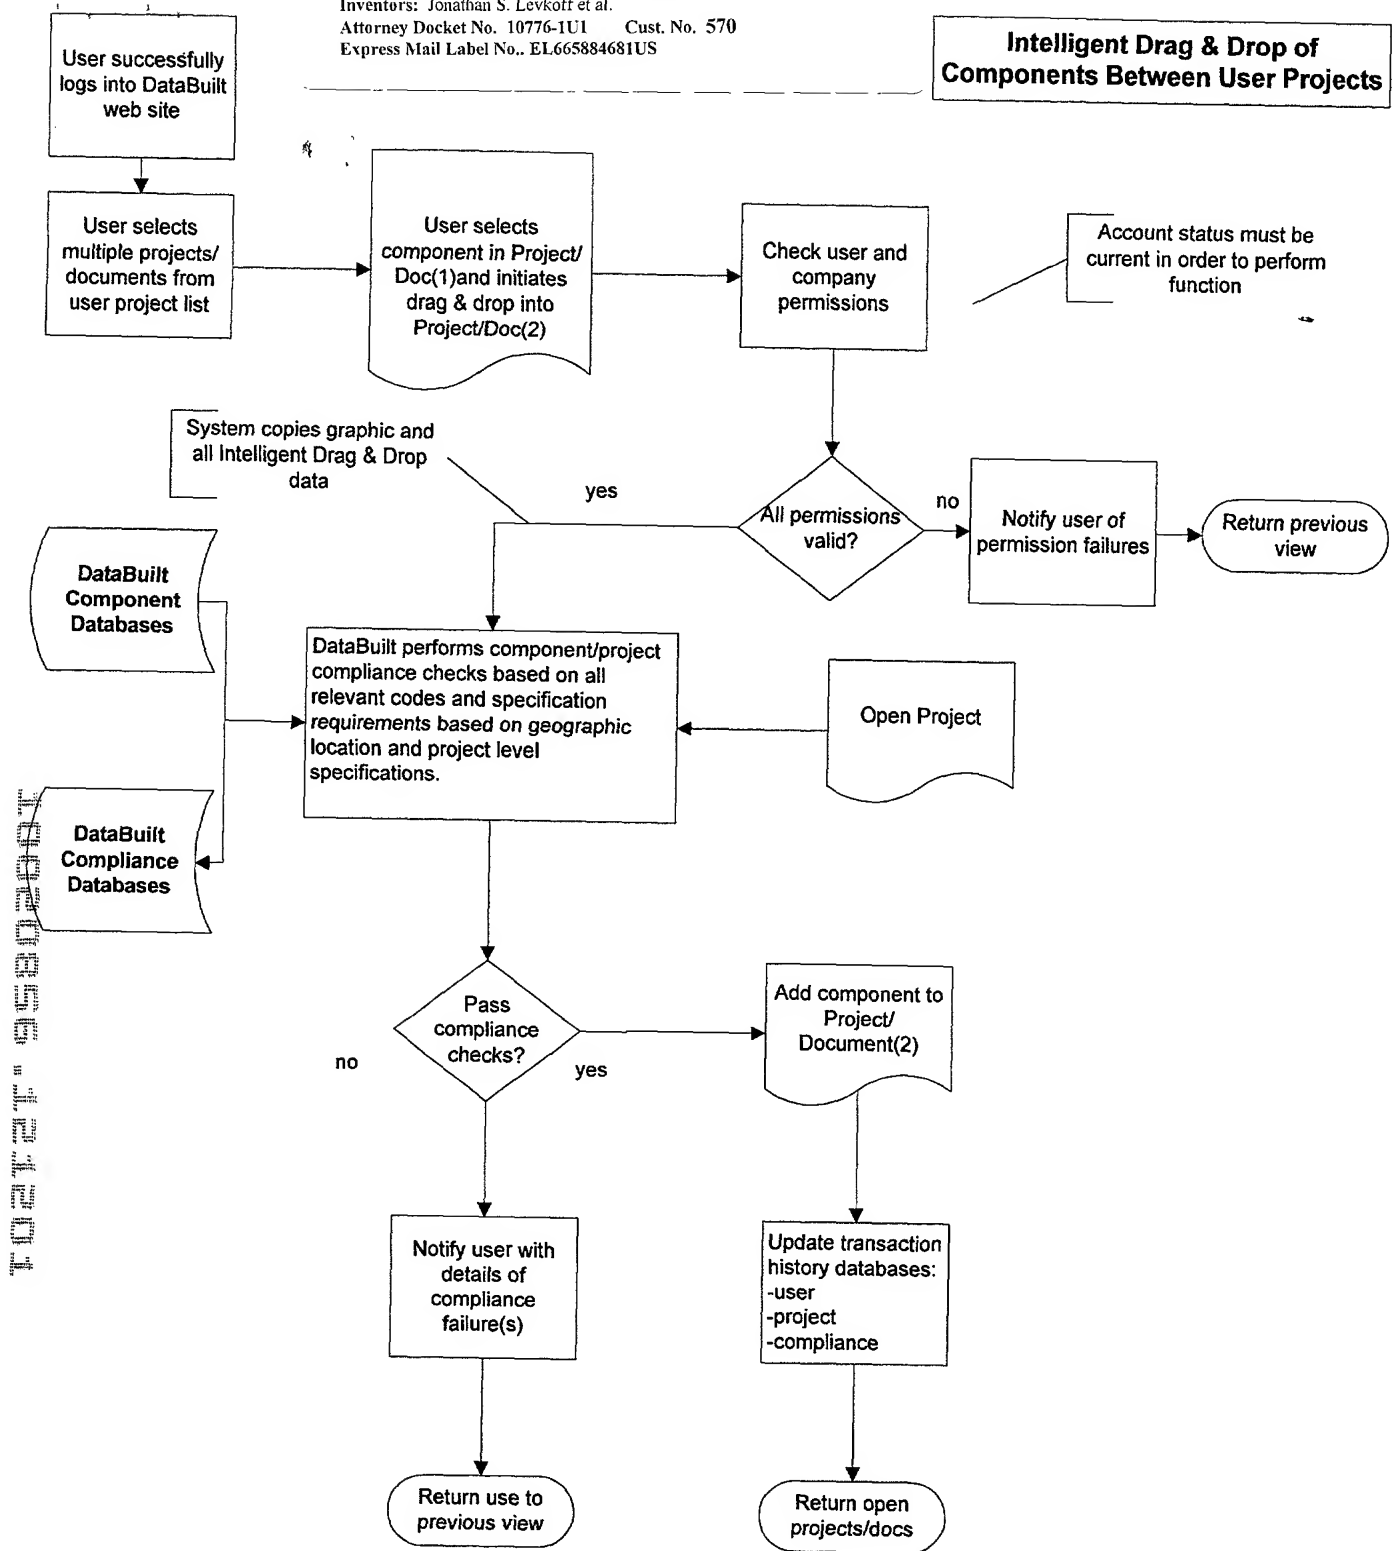 Inventors: Jonathan S. Levkoff et al.
Attorney Docket No. 10776-1U1 Cust. No. 570
Express Mail Label No.. EL665884681US
Intelligent Drag & Drop of
Components Between User Projects
User successfully
logs into DataBuilt
web site
User selects
multiple projects/
documents from
user project list
User selects
component in Project/
Doc(1)and initiates
drag & drop into
Project/Doc(2)
Check user and
company
permissions
Account status must be
current in order to perform
function
System copies graphic and
all Intelligent Drag & Drop
data
yes
All permissions
valid?
no
Notify user of
permission failures
Return previous
view
DataBuilt
Component
Databases
DataBuilt performs component/project
compliance checks based on all
relevant codes and specification
requirements based on geographic
location and project level
specifications.
Open Project
DataBuilt
Compliance
Databases
Pass
compliance
checks?
no
yes
Add component to
Project/
Document(2)
Notify user with
details of
compliance
failure(s)
Update transaction
history databases:
-user
-project
-compliance
Return use to
previous view
Return open
projects/docs
10020856.121201